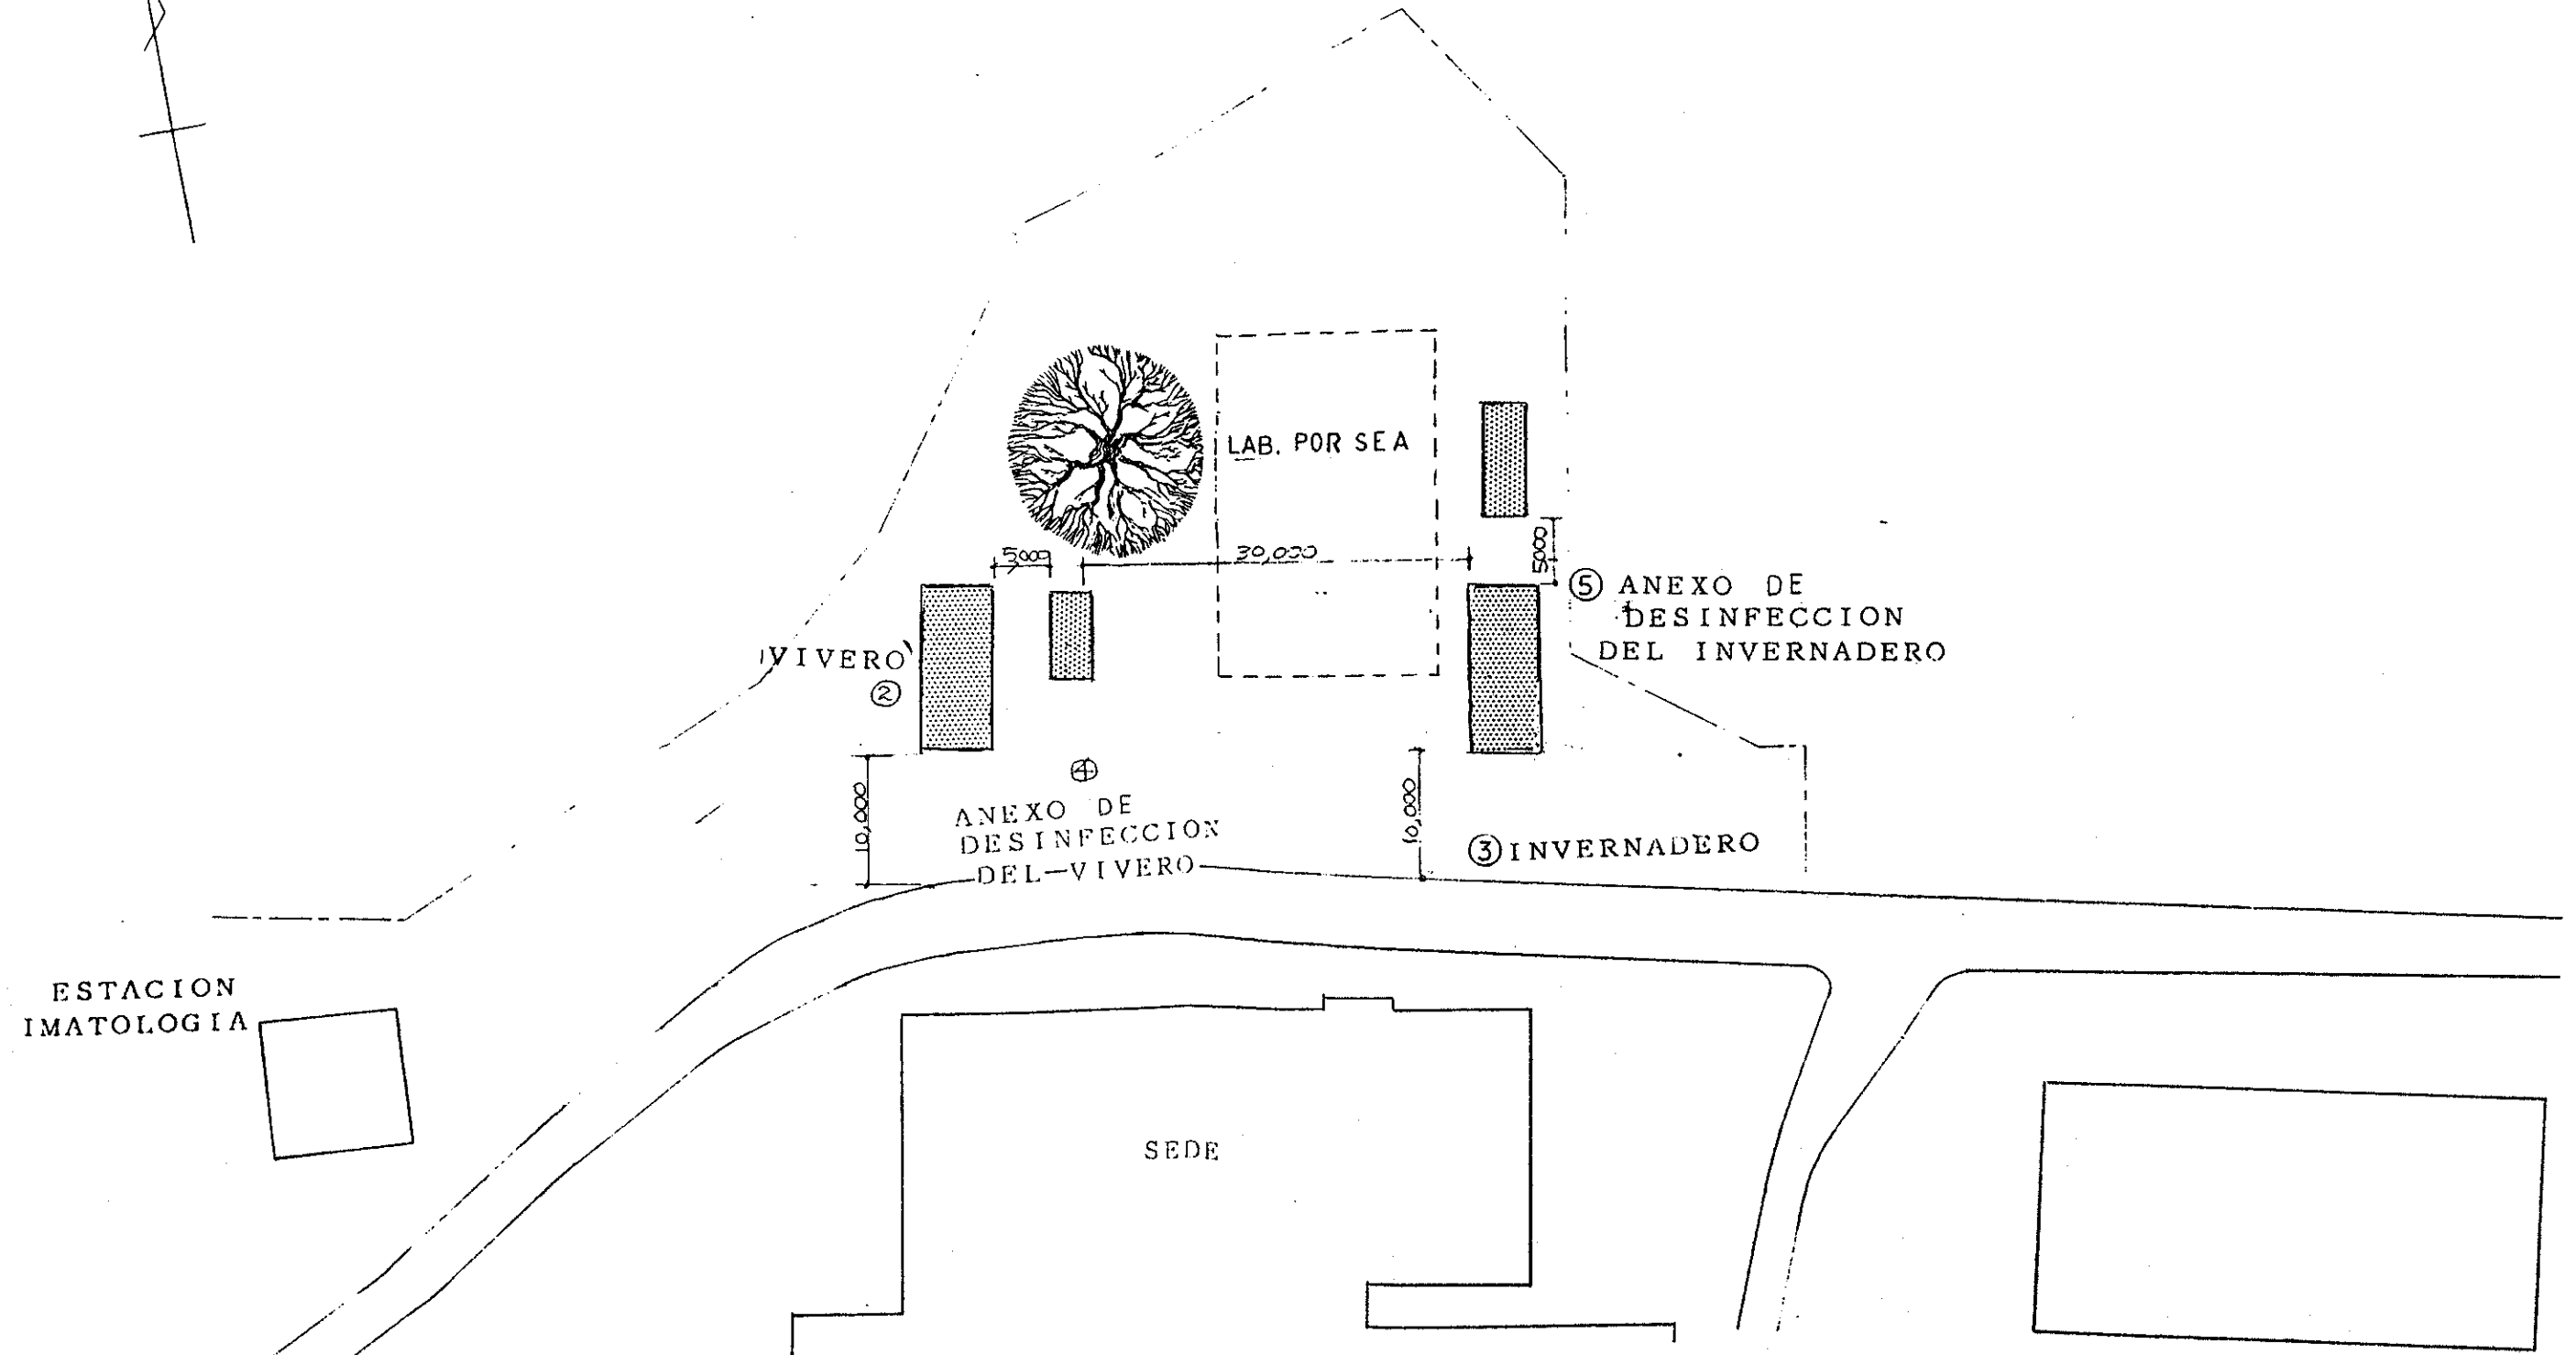 LAB. POR SEA
5000
30,000
5000
⑤ ANEXO DE
DESINFECCION
DEL INVERNADERO
VIVERO
②
④
10,000
ANEXO DE
DESINFECCION
DEL VIVERO
10,000
③ INVERNADERO
ESTACION
IMATOLOGIA
SEDE